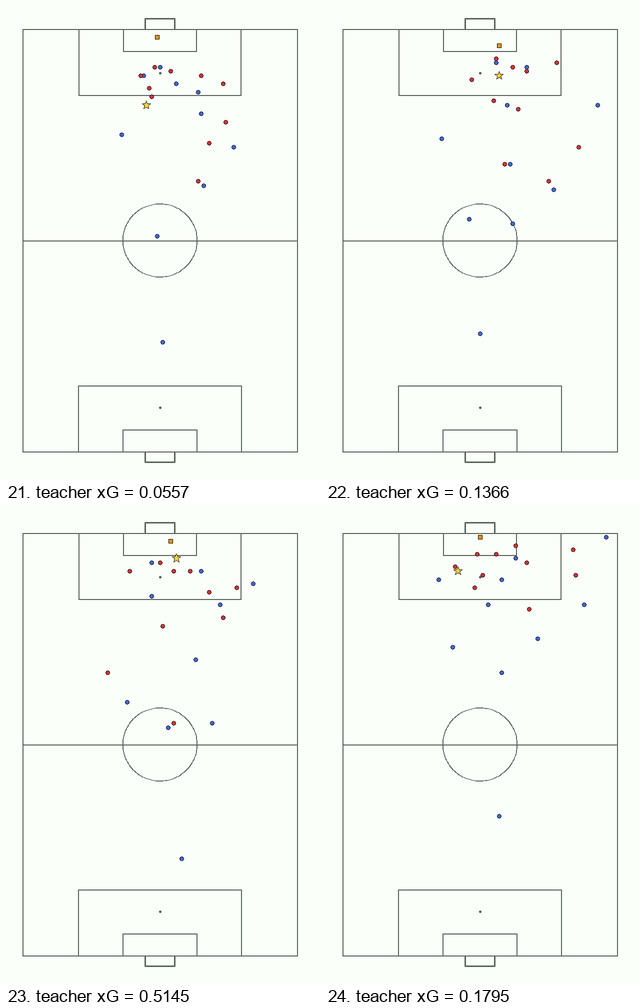 21. teacher xG = 0.0557
22. teacher xG = 0.1366
23. teacher xG = 0.5145
24. teacher xG = 0.1795